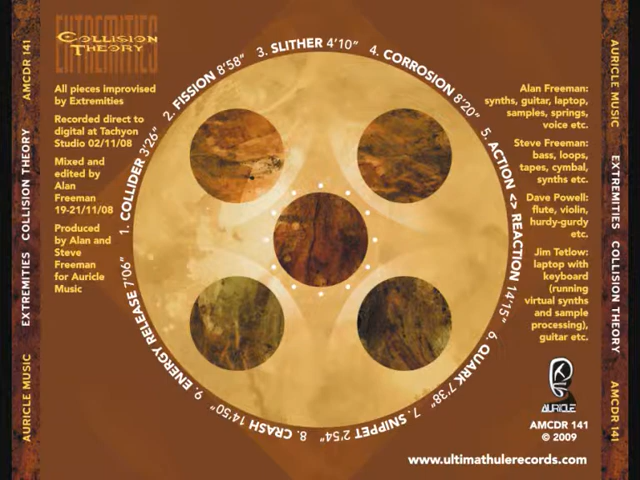 EXTREMITIES
COLLISION
THEORY
All pieces improvised
by Extremities
Recorded direct to
digital at Tachyon
Studio 02/11/08
Mixed and
edited by
Alan
Freeman
19-21/11/08
Produced
by Alan and
Steve
Freeman
for Auricle
Music
1. COLLIDER 3'26"
2. FISSION 8'58"
3. SLITHER 4'10"
4. CORROSION 8'20"
5. ACTION <> REACTION 14'15"
6. QUARK 7'38"
7. SNIPPET 2'54"
8. CRASH 14'50"
9. ENERGY RELEASE 7'06"
Alan Freeman:
synths, guitar, laptop,
samples, springs,
voice etc.
Steve Freeman:
bass, loops,
tapes, cymbal,
synths etc.
Dave Powell:
flute, violin,
hurdy-gurdy
etc.
Jim Tetlow:
laptop with
keyboard
(running
virtual synths
and sample
processing),
guitar etc.
AURICLE
AMCDR 141
© 2009
www.ultimathulerecords.com
AURICLE MUSIC EXTREMITIES COLLISION THEORY AMCDR 141
AURICLE MUSIC EXTREMITIES COLLISION THEORY AMCDR 141